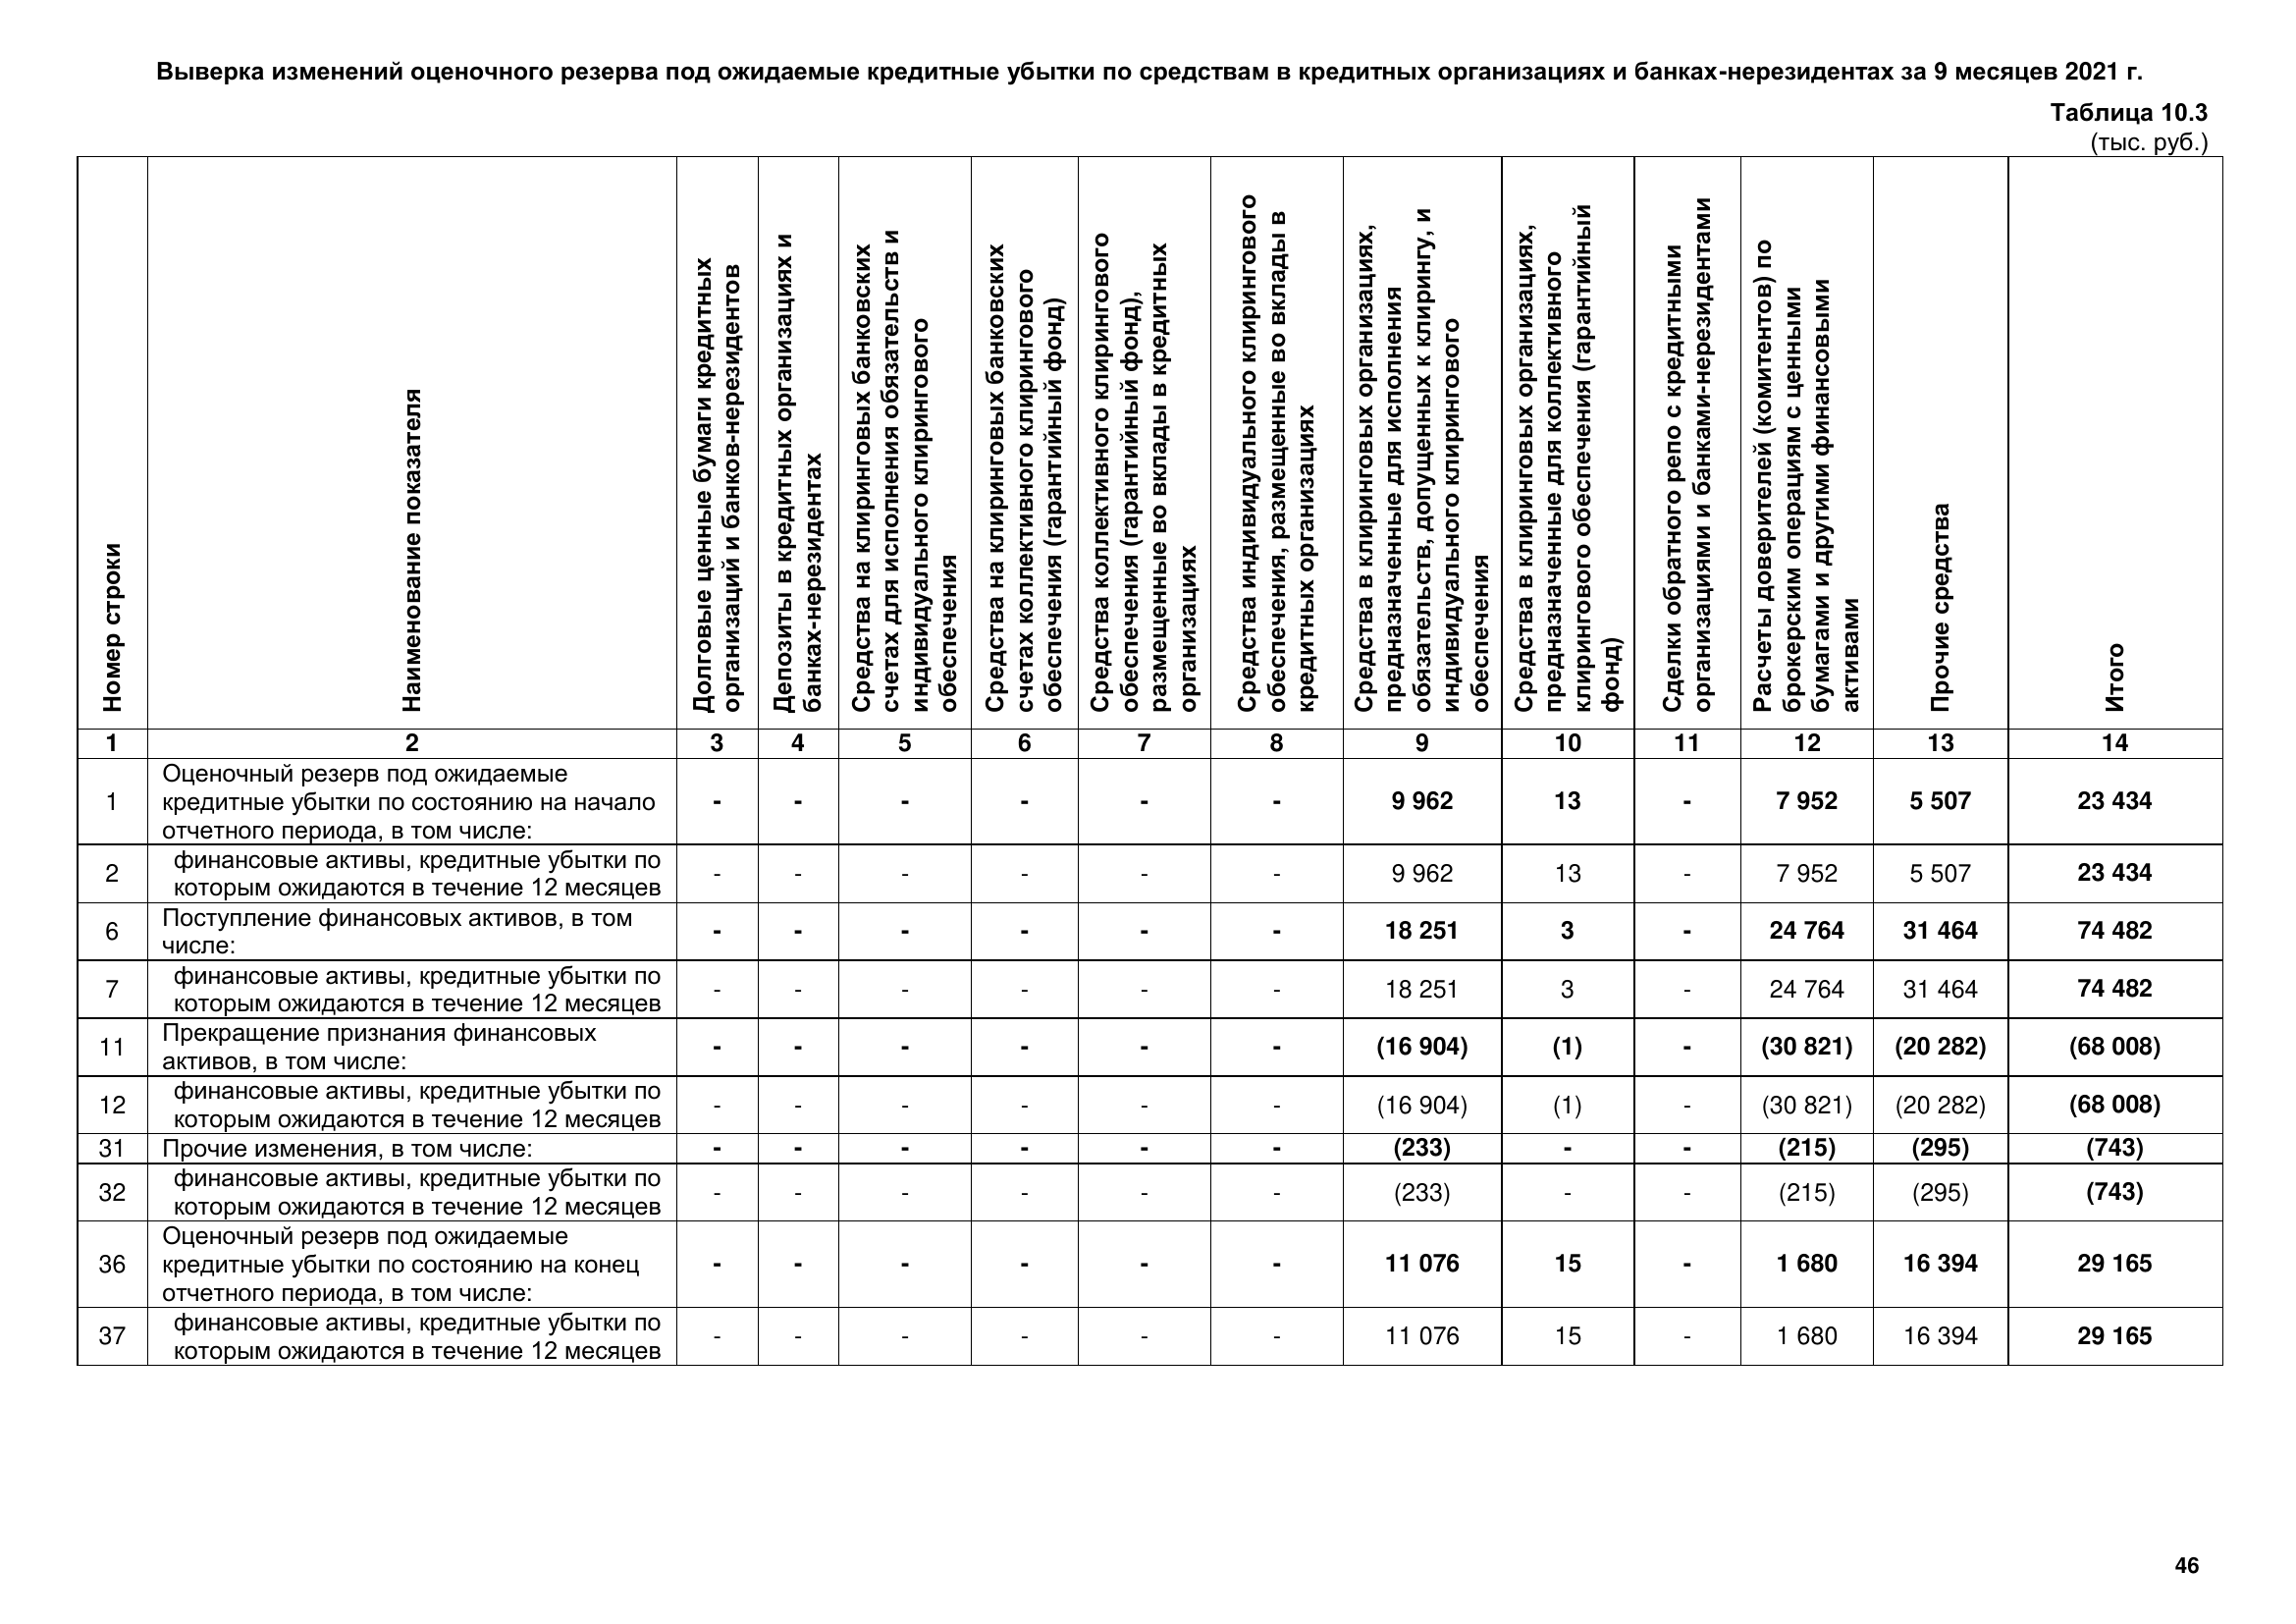 Выверка изменений оценочного резерва под ожидаемые кредитные убытки по средствам в кредитных организациях и банках-нерезидентах за 9 месяцев 2021 г.
Таблица 10.3
(тыс. руб.)
Номер строки
Наименование показателя
Долговые ценные бумаги кредитных
организаций и банков-нерезидентов
Депозиты в кредитных организациях и
банках-нерезидентах
Средства на клиринговых банковских
счетах для исполнения обязательств и
индивидуального клирингового
обеспечения
Средства на клиринговых банковских
счетах коллективного клирингового
обеспечения (гарантийный фонд)
Средства коллективного клирингового
обеспечения (гарантийный фонд),
размещенные во вклады в кредитных
организациях
Средства индивидуального клирингового
обеспечения, размещенные во вклады в
кредитных организациях
Средства в клиринговых организациях,
предназначенные для исполнения
обязательств, допущенных к клирингу, и
индивидуального клирингового
обеспечения
Средства в клиринговых организациях,
предназначенные для коллективного
клирингового обеспечения (гарантийный
фонд)
Сделки обратного репо с кредитными
организациями и банками-нерезидентами
Расчеты доверителей (комитентов) по
брокерским операциям с ценными
бумагами и другими финансовыми
активами
Прочие средства
Итого
1 2 3 4 5 6 7 8 9 10 11 12 13 14
Оценочный резерв под ожидаемые
1 кредитные убытки по состоянию на начало - - - - - - 9 962 13 - 7 952 5 507 23 434
отчетного периода, в том числе:
финансовые активы, кредитные убытки по
2 которым ожидаются в течение 12 месяцев - - - - - - 9 962 13 - 7 952 5 507 23 434
Поступление финансовых активов, в том
6 числе: - - - - - - 18 251 3 - 24 764 31 464 74 482
финансовые активы, кредитные убытки по
7 которым ожидаются в течение 12 месяцев - - - - - - 18 251 3 - 24 764 31 464 74 482
Прекращение признания финансовых
11 активов, в том числе: - - - - - - (16 904) (1) - (30 821) (20 282) (68 008)
финансовые активы, кредитные убытки по
12 которым ожидаются в течение 12 месяцев - - - - - - (16 904) (1) - (30 821) (20 282) (68 008)
31 Прочие изменения, в том числе: - - - - - - (233) - - (215) (295) (743)
финансовые активы, кредитные убытки по
32 которым ожидаются в течение 12 месяцев - - - - - - (233) - - (215) (295) (743)
Оценочный резерв под ожидаемые
36 кредитные убытки по состоянию на конец - - - - - - 11 076 15 - 1 680 16 394 29 165
отчетного периода, в том числе:
финансовые активы, кредитные убытки по
37 которым ожидаются в течение 12 месяцев - - - - - - 11 076 15 - 1 680 16 394 29 165
46